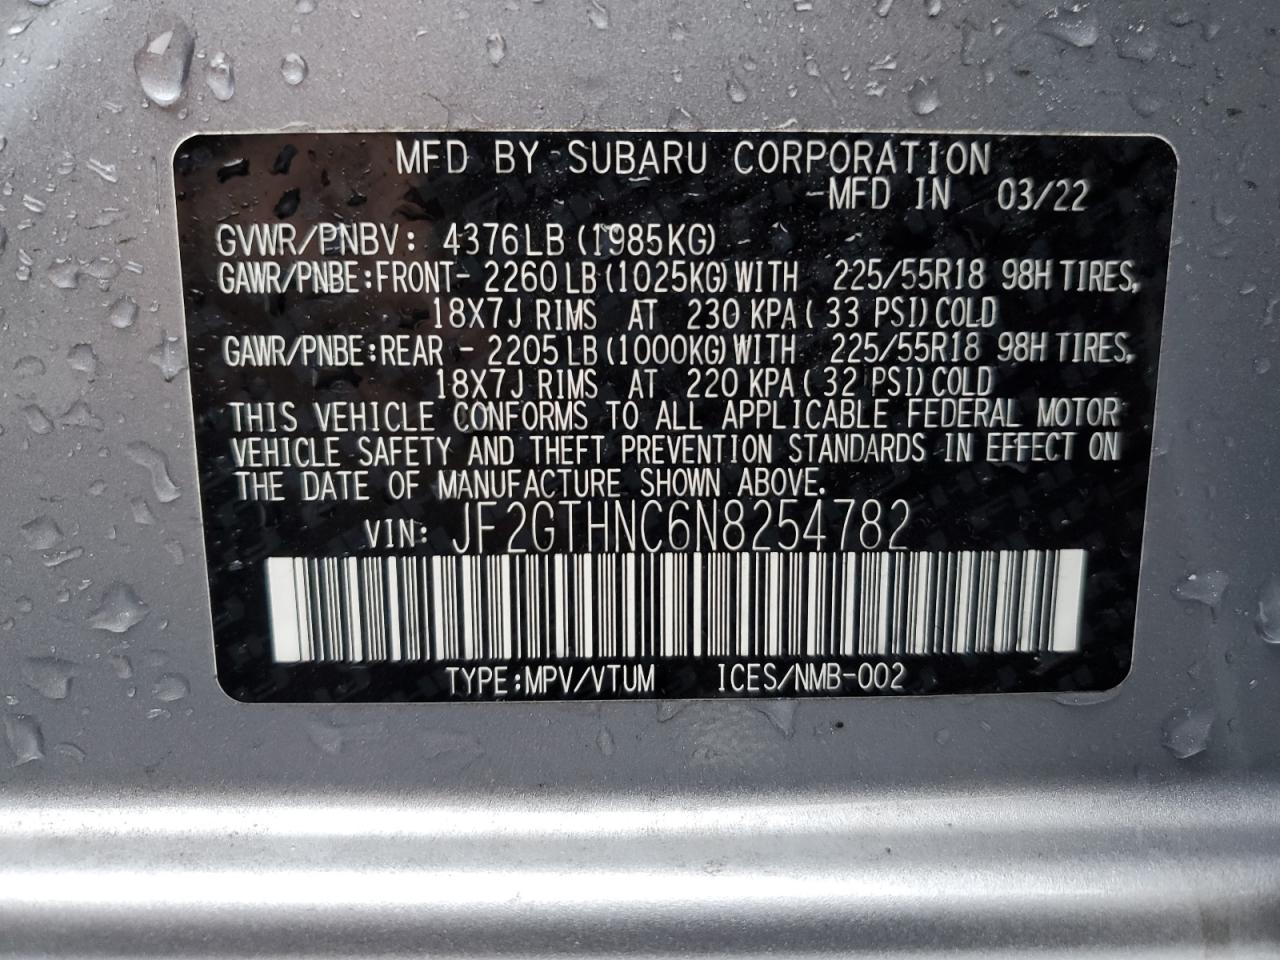 MFD BY SUBARU CORPORATION
MFD IN 03/22
GVWR/PNBV: 4376LB (1985KG)
GAWR/PNBE:FRONT- 2260 LB (1025KG) WITH 225/55R18 98H TIRES,
18X7J RIMS AT 230 KPA ( 33 PSI) COLD
GAWR/PNBE:REAR - 2205 LB (1000KG) WITH 225/55R18 98H TIRES,
18X7J RIMS AT 220 KPA ( 32 PSI) COLD
THIS VEHICLE CONFORMS TO ALL APPLICABLE FEDERAL MOTOR
VEHICLE SAFETY AND THEFT PREVENTION STANDARDS IN EFFECT ON
THE DATE OF MANUFACTURE SHOWN ABOVE.
VIN: JF2GTHNC6N8254782
TYPE:MPV/VTUM ICES/NMB-002